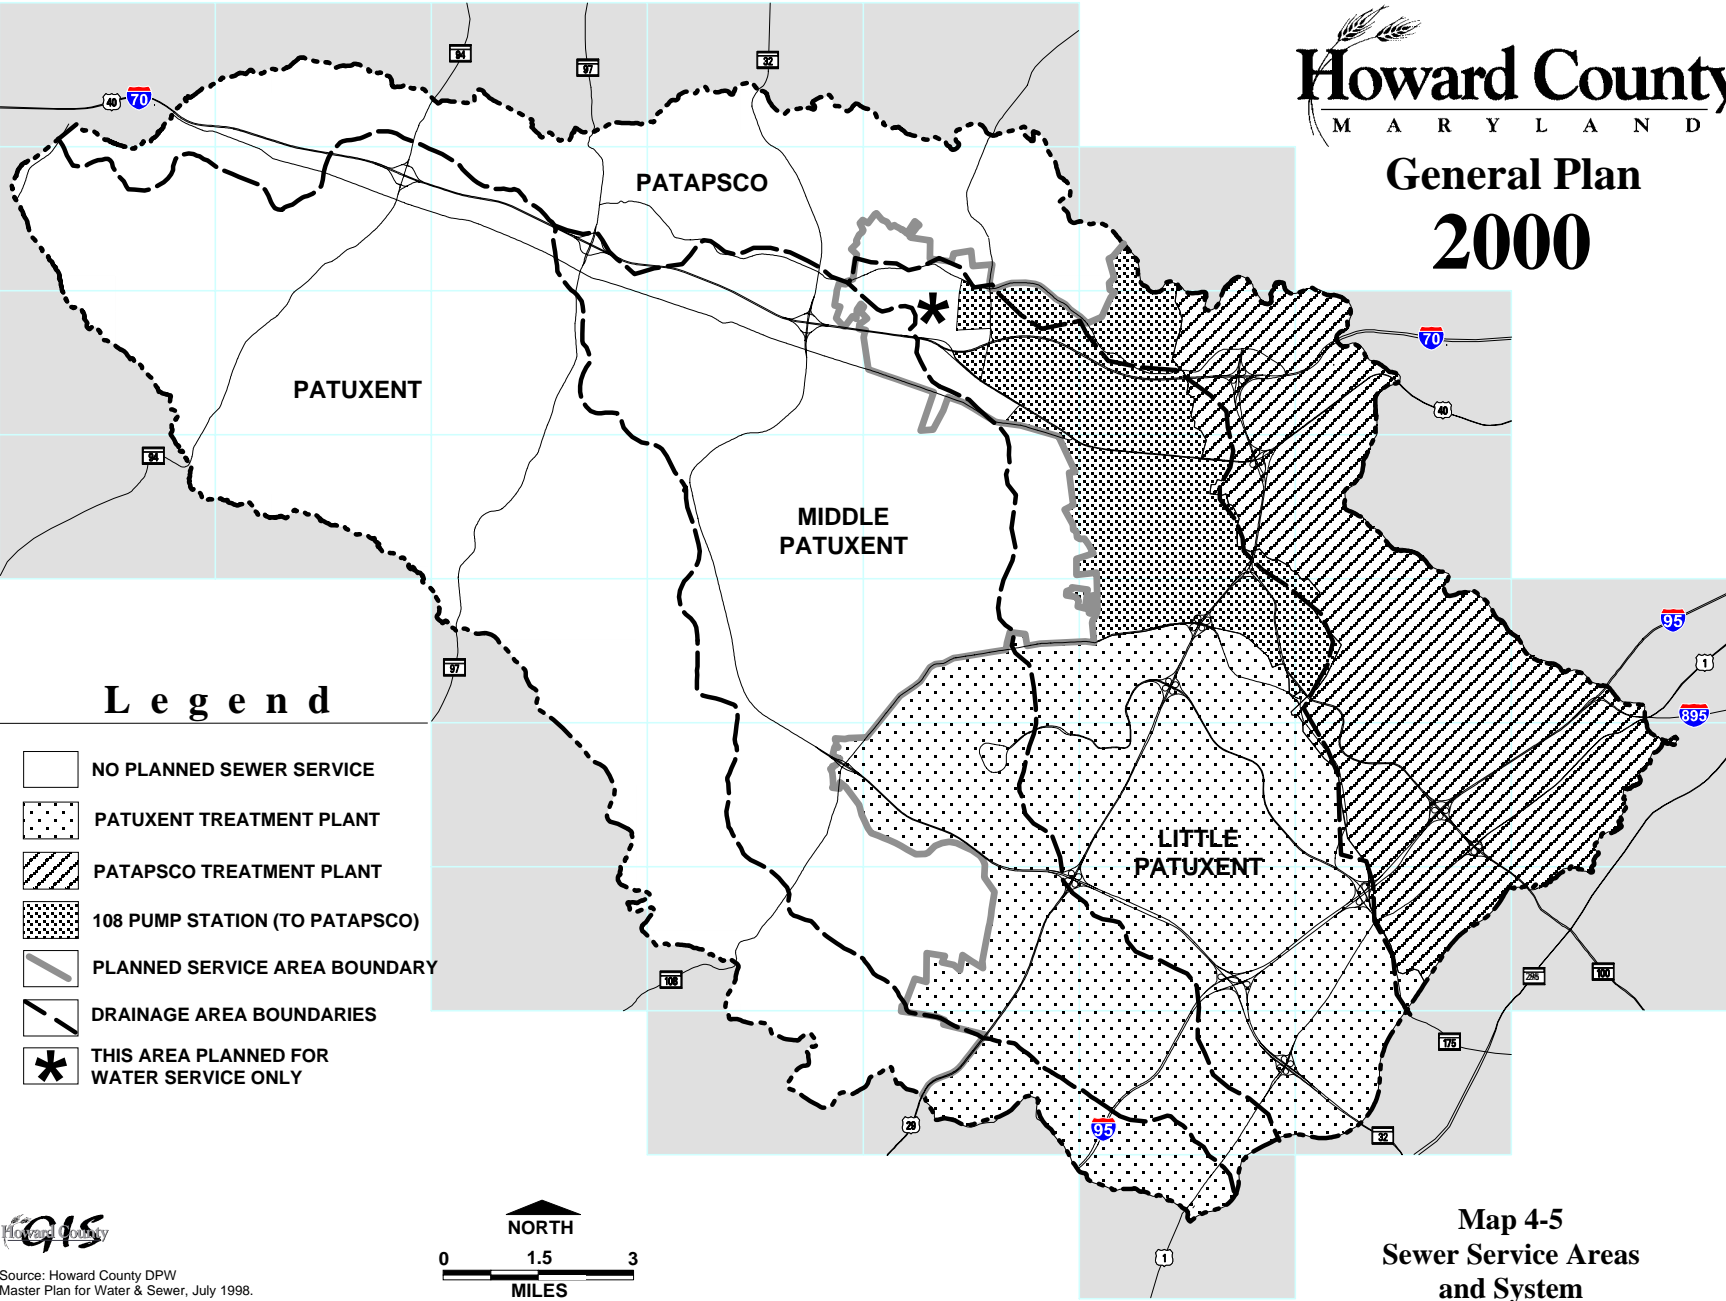 Howard County
MARYLAND
General Plan
2000
94
97
32
40
70
PATAPSCO
70
40
PATUXENT
94
MIDDLE
PATUXENT
95
1
97
895
Legend
NO PLANNED SEWER SERVICE
PATUXENT TREATMENT PLANT
PATAPSCO TREATMENT PLANT
108 PUMP STATION (TO PATAPSCO)
PLANNED SERVICE AREA BOUNDARY
DRAINAGE AREA BOUNDARIES
THIS AREA PLANNED FOR
WATER SERVICE ONLY
LITTLE
PATUXENT
108
295
100
175
29
95
32
1
Howard County
GIS
Source: Howard County DPW
Master Plan for Water & Sewer, July 1998.
NORTH
0 1.5 3
MILES
Map 4-5
Sewer Service Areas
and System